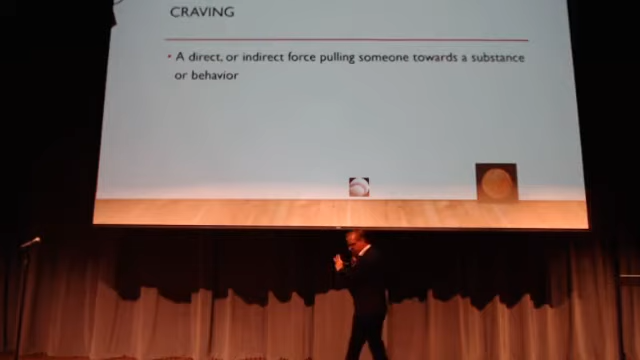 CRAVING
• A direct, or indirect force pulling someone towards a substance
or behavior